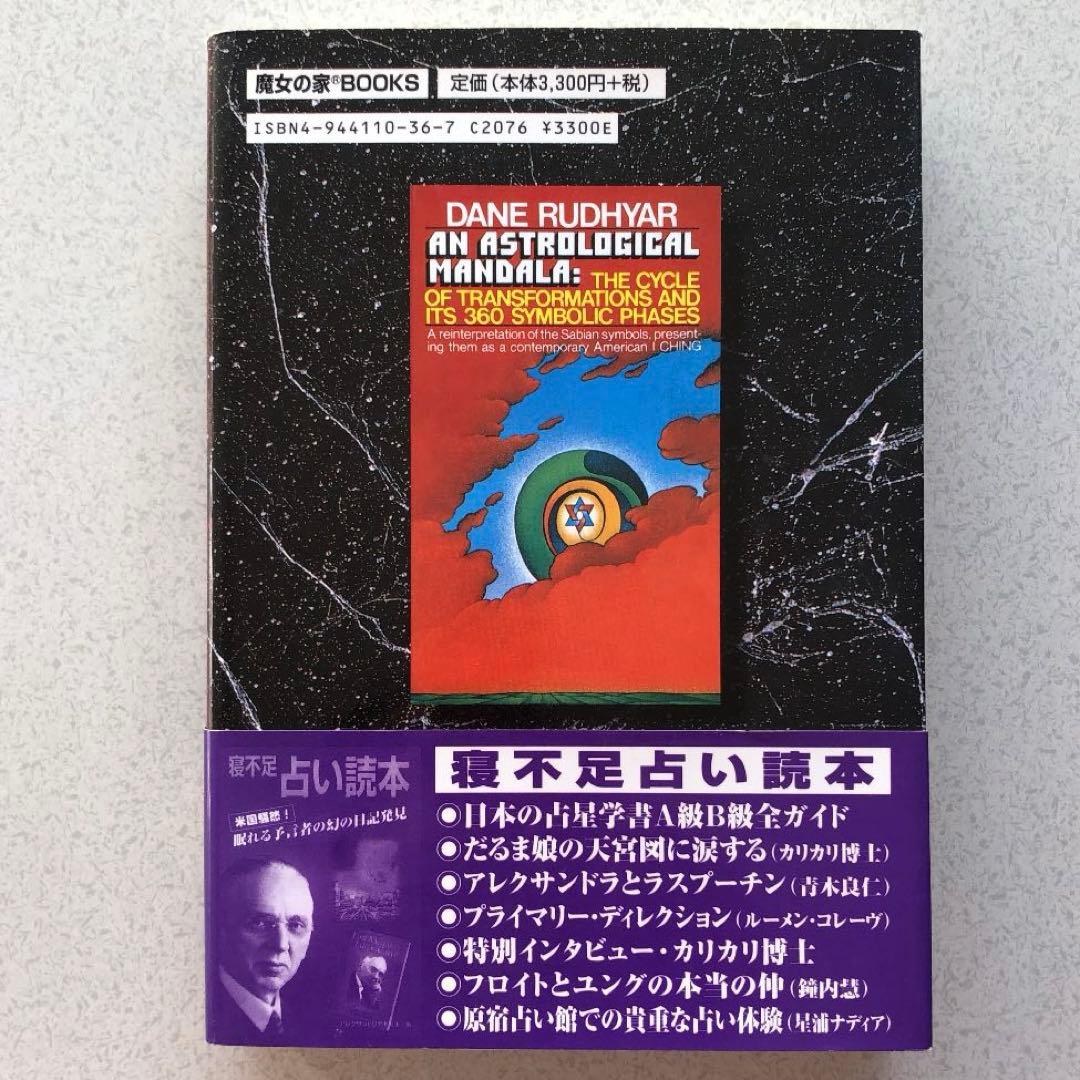 魔女の家®BOOKS
定価(本体3,300円+税)
ISBN4-944110-36-7 C2076 ¥3300E
DANE RUDHYAR
AN ASTROLOGICAL
MANDALA: THE CYCLE
OF TRANSFORMATIONS AND
ITS 360 SYMBOLIC PHASES
A reinterpretation of the Sabian symbols, present-
ing them as a contemporary American I CHING
寝不足 占い読本
米国騒然!
眠れる予言者の幻の日記発見
寝不足占い読本
◉日本の占星学書A級B級全ガイド
◉だるま娘の天宮図に涙する(カリカリ博士)
◉アレクサンドラとラスプーチン(青木良仁)
◉プライマリー・ディレクション(ルーメン・コレーヴ)
◉特別インタビュー・カリカリ博士
◉フロイトとユングの本当の仲(鐘内慧)
◉原宿占い館での貴重な占い体験(星浦ナディア)